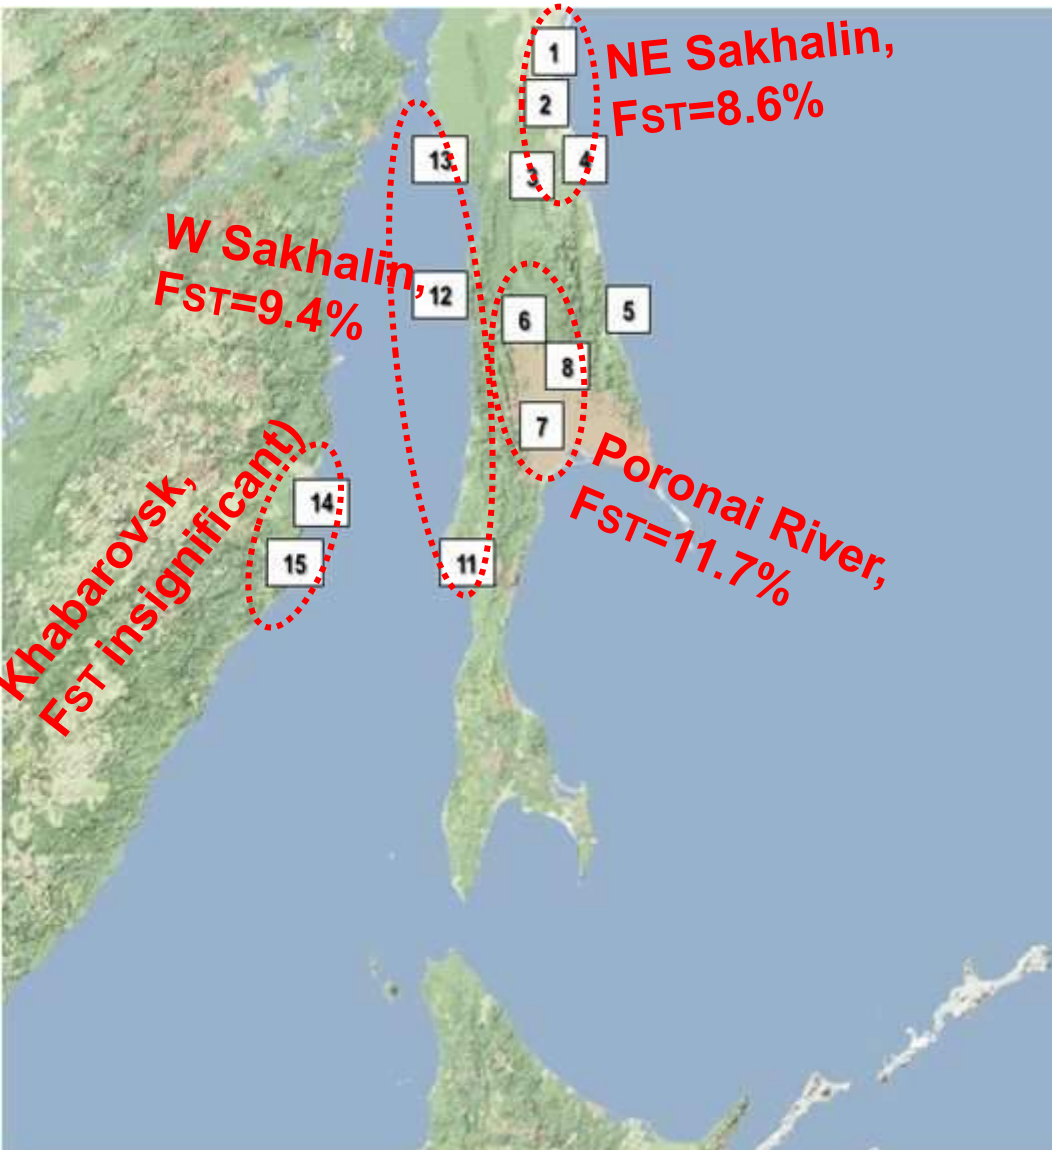 1
NE Sakhalin,
FST=8.6%
2
13
4
3
W Sakhalin,
FST=9.4%
12
5
6
8
7
Poronai River,
FST=11.7%
Khabarovsk,
FST insignificant)
14
15
11